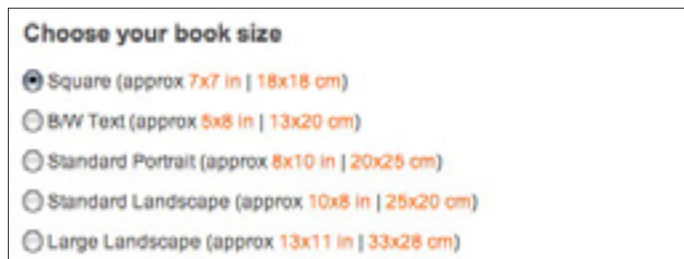 Choose your book size
Square (approx 7x7 in | 18x18 cm)
B/W Text (approx 5x8 in | 13x20 cm)
Standard Portrait (approx 8x10 in | 20x25 cm)
Standard Landscape (approx 10x8 in | 25x20 cm)
Large Landscape (approx 13x11 in | 33x28 cm)